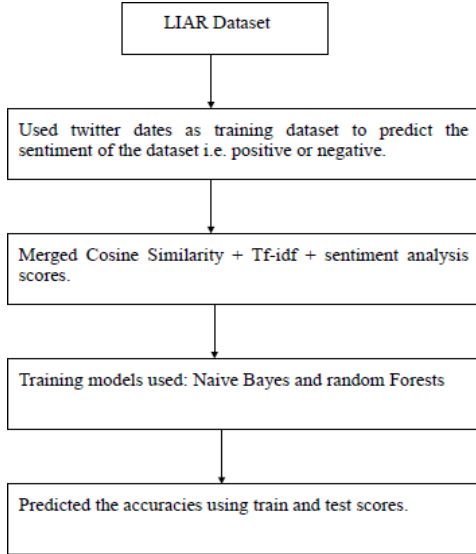 LIAR Dataset
Used twitter dates as training dataset to predict the
sentiment of the dataset i.e. positive or negative.
Merged Cosine Similarity + Tf-idf + sentiment analysis
scores.
Training models used: Naive Bayes and random Forests
Predicted the accuracies using train and test scores.